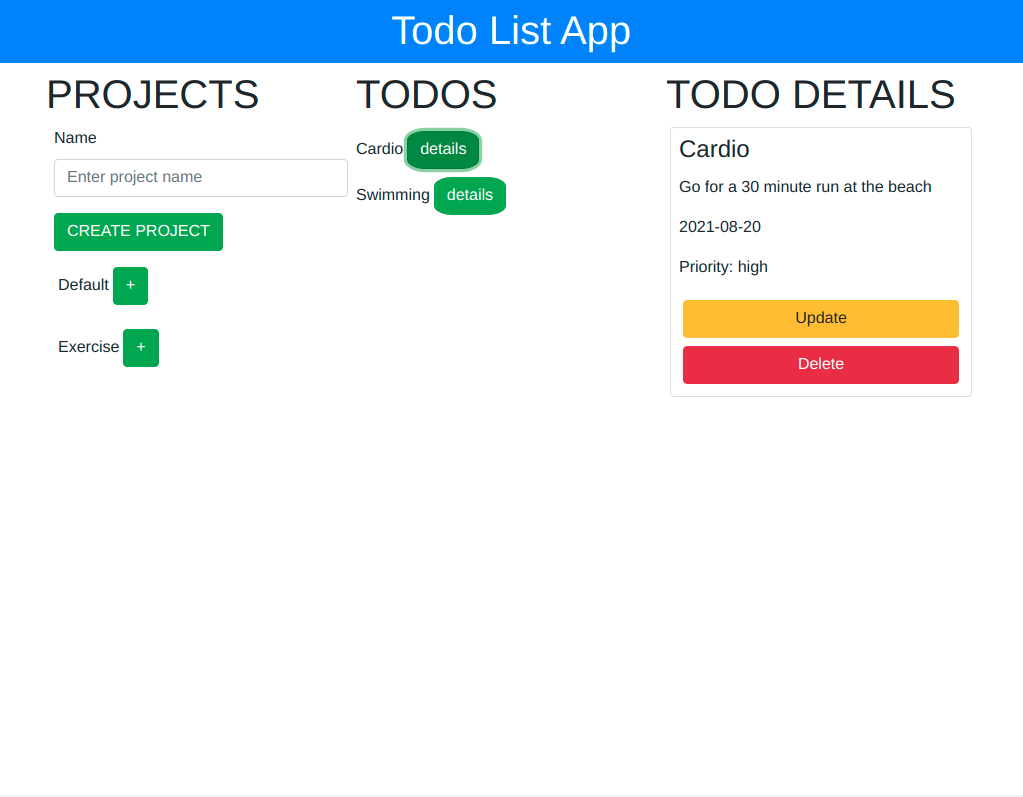 Todo List App
PROJECTS
Name
Enter project name
CREATE PROJECT
Default +
Exercise +
TODOS
Cardio details
Swimming details
TODO DETAILS
Cardio
Go for a 30 minute run at the beach
2021-08-20
Priority: high
Update
Delete